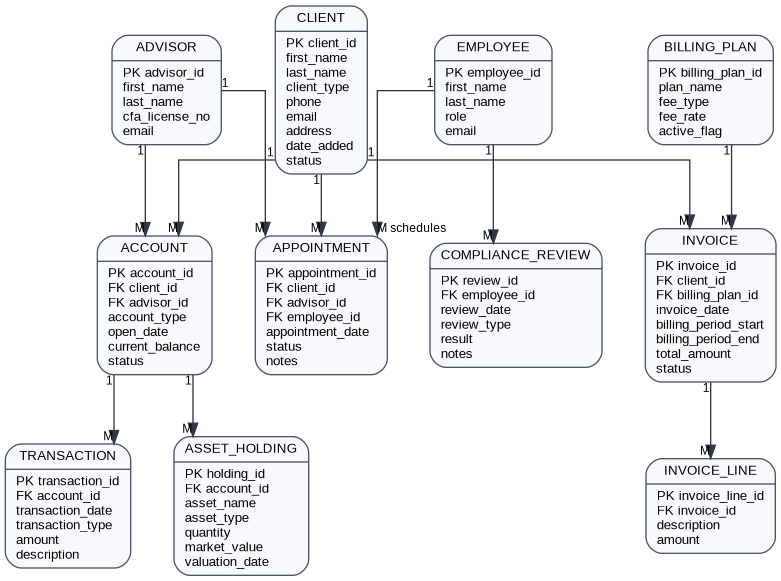 CLIENT
PK client_id
first_name
last_name
client_type
phone
email
address
date_added
status
ADVISOR
PK advisor_id
first_name
last_name
cfa_license_no
email
EMPLOYEE
PK employee_id
first_name
last_name
role
email
BILLING_PLAN
PK billing_plan_id
plan_name
fee_type
fee_rate
active_flag
1
1
1
1
1
1
1
1
1
M
M
M
M
M schedules
M
M
M
ACCOUNT
PK account_id
FK client_id
FK advisor_id
account_type
open_date
current_balance
status
APPOINTMENT
PK appointment_id
FK client_id
FK advisor_id
FK employee_id
appointment_date
status
notes
COMPLIANCE_REVIEW
PK review_id
FK employee_id
review_date
review_type
result
notes
INVOICE
PK invoice_id
FK client_id
FK billing_plan_id
invoice_date
billing_period_start
billing_period_end
total_amount
status
1
1
1
M
M
M
TRANSACTION
PK transaction_id
FK account_id
transaction_date
transaction_type
amount
description
ASSET_HOLDING
PK holding_id
FK account_id
asset_name
asset_type
quantity
market_value
valuation_date
INVOICE_LINE
PK invoice_line_id
FK invoice_id
description
amount